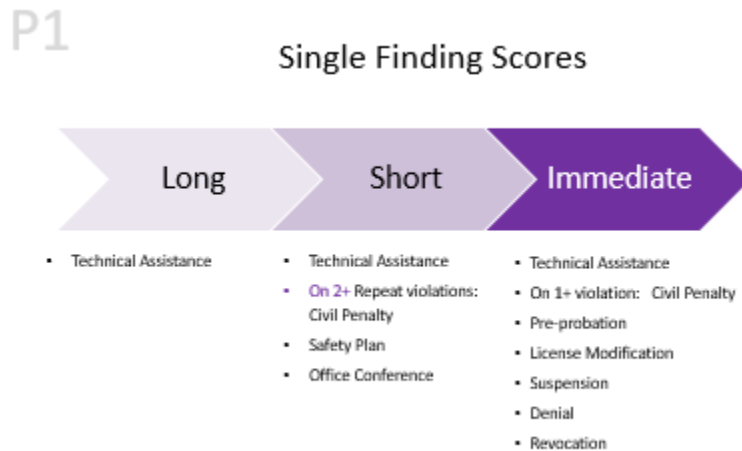 P1
Single Finding Scores
Long
Short
Immediate
▪ Technical Assistance
▪ Technical Assistance
▪ On 2+ Repeat violations:
Civil Penalty
▪ Safety Plan
▪ Office Conference
▪ Technical Assistance
▪ On 1+ violation: Civil Penalty
▪ Pre-probation
▪ License Modification
▪ Suspension
▪ Denial
▪ Revocation